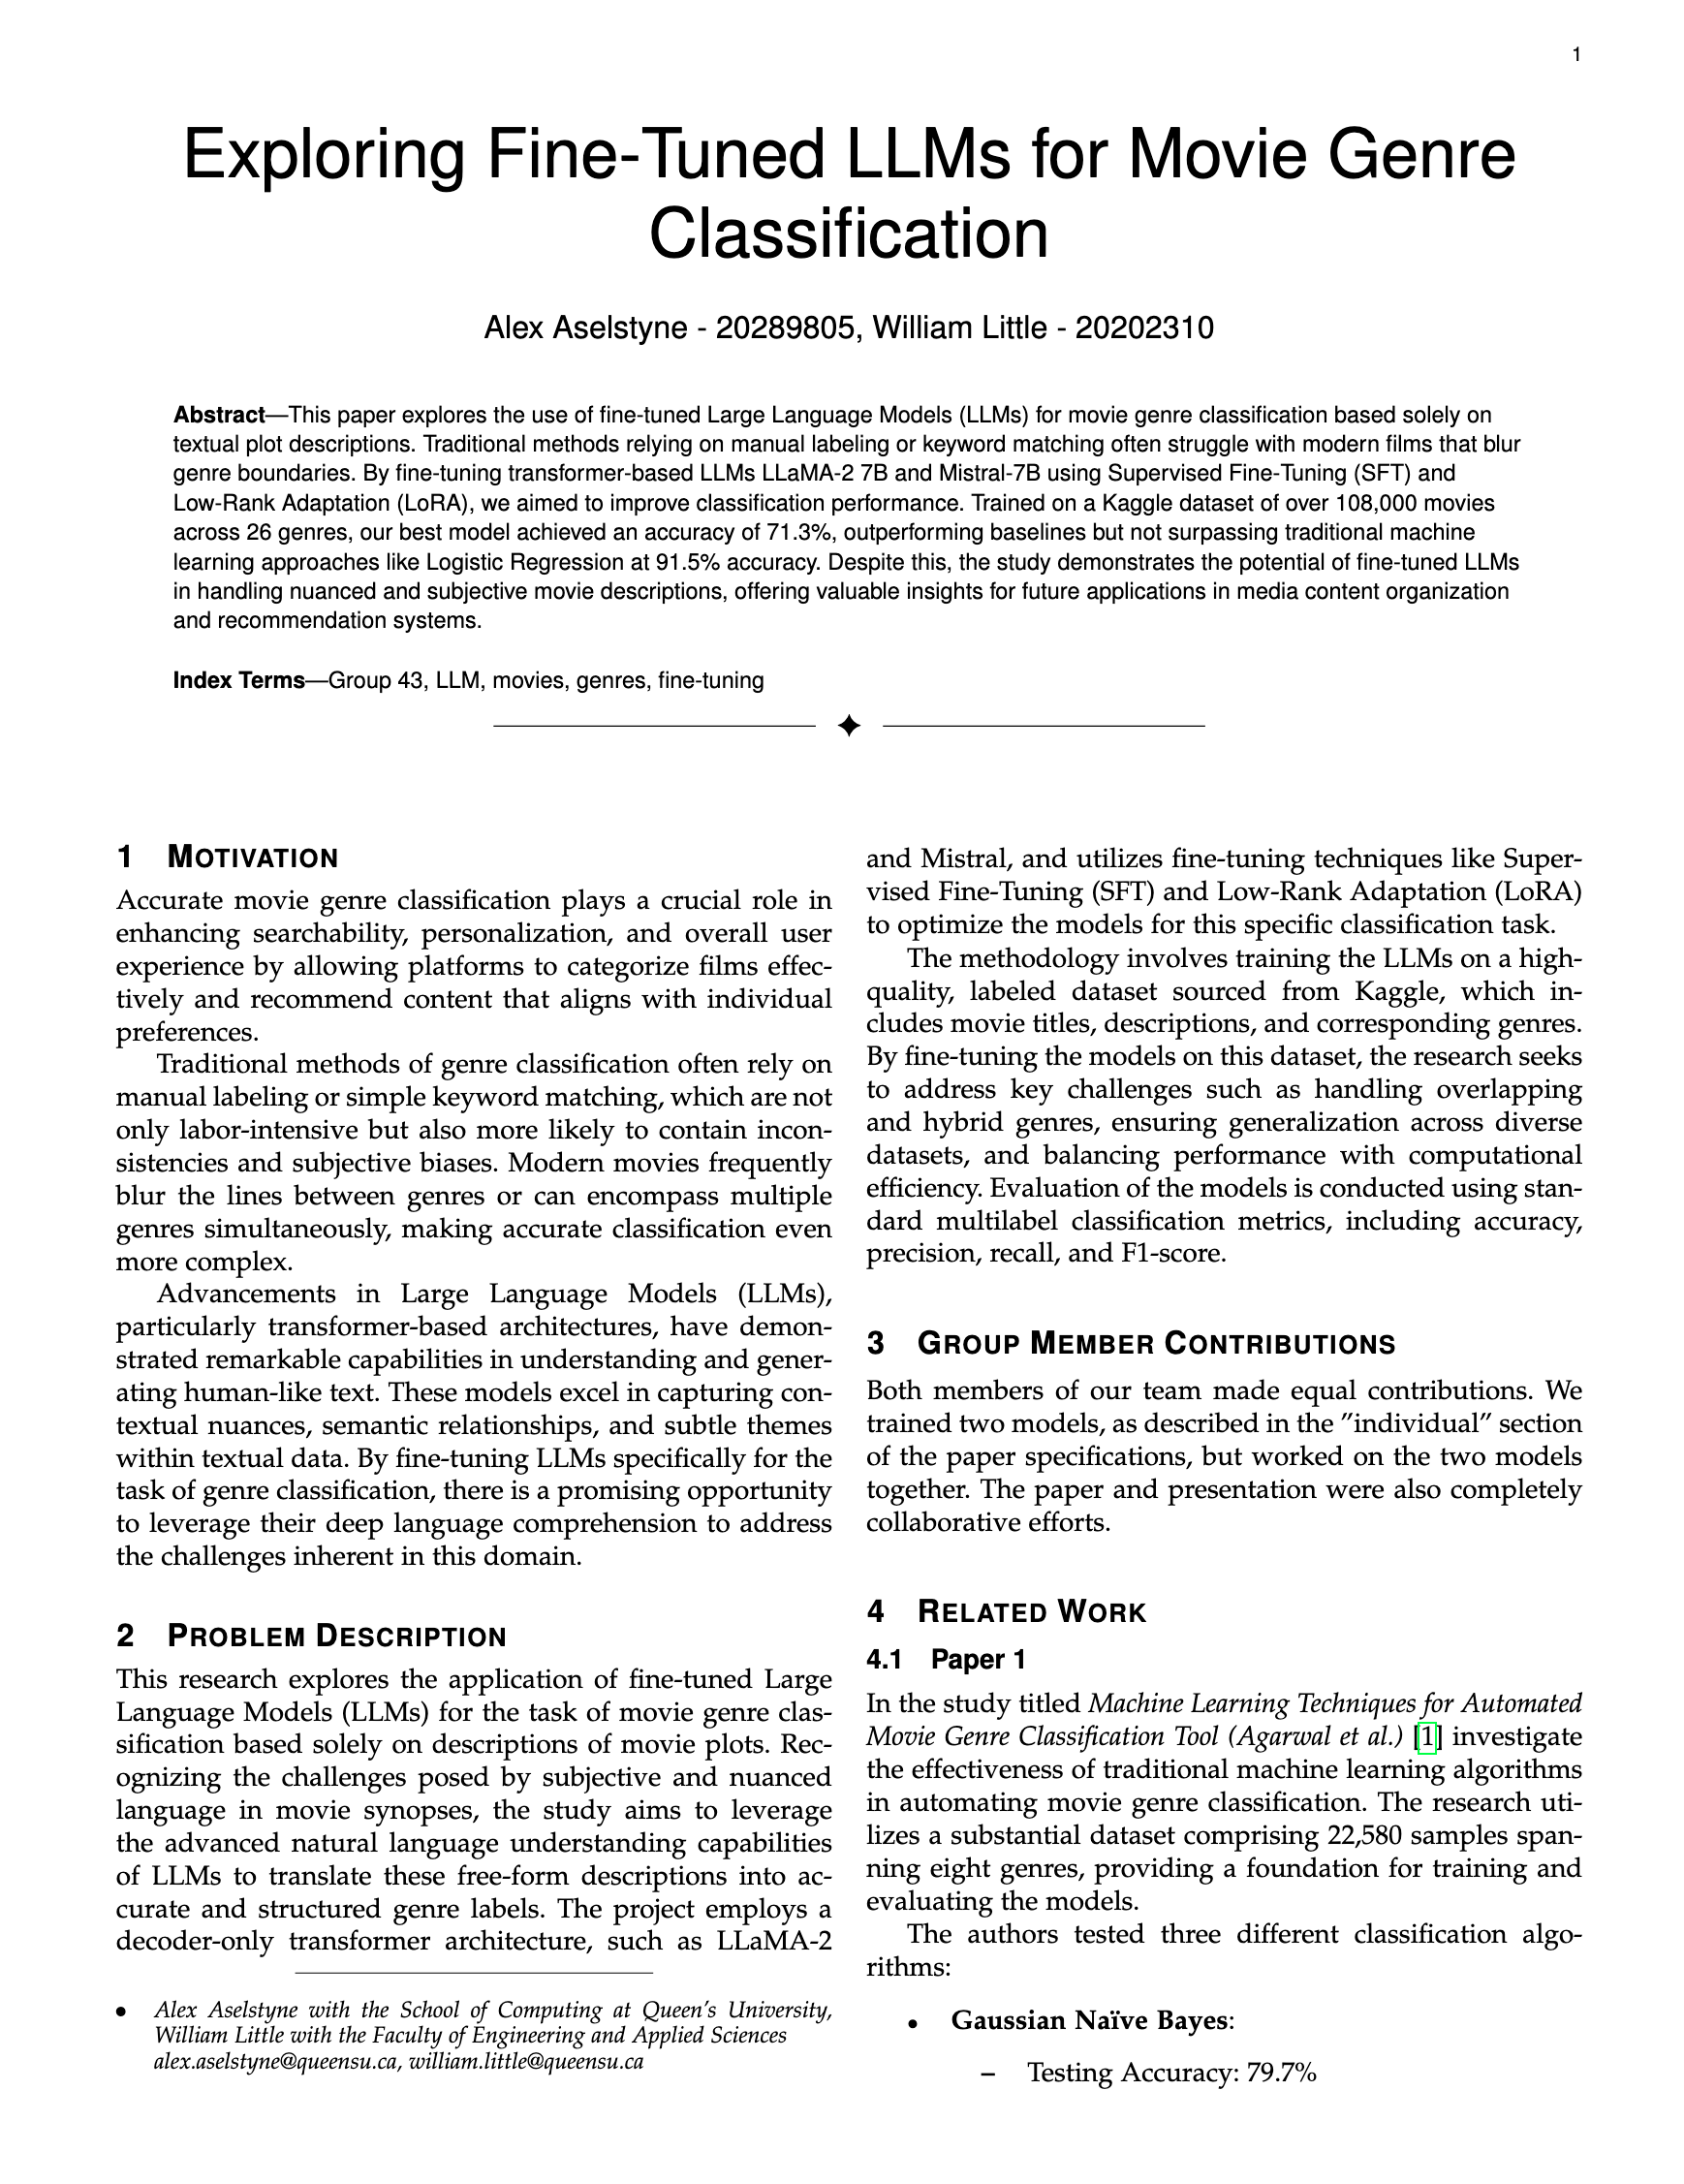 1
Exploring Fine-Tuned LLMs for Movie Genre
Classification
Alex Aselstyne - 20289805, William Little - 20202310
Abstract—This paper explores the use of fine-tuned Large Language Models (LLMs) for movie genre classification based solely on
textual plot descriptions. Traditional methods relying on manual labeling or keyword matching often struggle with modern films that blur
genre boundaries. By fine-tuning transformer-based LLMs LLaMA-2 7B and Mistral-7B using Supervised Fine-Tuning (SFT) and
Low-Rank Adaptation (LoRA), we aimed to improve classification performance. Trained on a Kaggle dataset of over 108,000 movies
across 26 genres, our best model achieved an accuracy of 71.3%, outperforming baselines but not surpassing traditional machine
learning approaches like Logistic Regression at 91.5% accuracy. Despite this, the study demonstrates the potential of fine-tuned LLMs
in handling nuanced and subjective movie descriptions, offering valuable insights for future applications in media content organization
and recommendation systems.
Index Terms—Group 43, LLM, movies, genres, fine-tuning
1 MOTIVATION
Accurate movie genre classification plays a crucial role in
enhancing searchability, personalization, and overall user
experience by allowing platforms to categorize films effec-
tively and recommend content that aligns with individual
preferences.
Traditional methods of genre classification often rely on
manual labeling or simple keyword matching, which are not
only labor-intensive but also more likely to contain incon-
sistencies and subjective biases. Modern movies frequently
blur the lines between genres or can encompass multiple
genres simultaneously, making accurate classification even
more complex.
Advancements in Large Language Models (LLMs),
particularly transformer-based architectures, have demon-
strated remarkable capabilities in understanding and gener-
ating human-like text. These models excel in capturing con-
textual nuances, semantic relationships, and subtle themes
within textual data. By fine-tuning LLMs specifically for the
task of genre classification, there is a promising opportunity
to leverage their deep language comprehension to address
the challenges inherent in this domain.
2 PROBLEM DESCRIPTION
This research explores the application of fine-tuned Large
Language Models (LLMs) for the task of movie genre clas-
sification based solely on descriptions of movie plots. Rec-
ognizing the challenges posed by subjective and nuanced
language in movie synopses, the study aims to leverage
the advanced natural language understanding capabilities
of LLMs to translate these free-form descriptions into ac-
curate and structured genre labels. The project employs a
decoder-only transformer architecture, such as LLaMA-2
• Alex Aselstyne with the School of Computing at Queen's University,
William Little with the Faculty of Engineering and Applied Sciences
alex.aselstyne@queensu.ca, william.little@queensu.ca
and Mistral, and utilizes fine-tuning techniques like Super-
vised Fine-Tuning (SFT) and Low-Rank Adaptation (LoRA)
to optimize the models for this specific classification task.
The methodology involves training the LLMs on a high-
quality, labeled dataset sourced from Kaggle, which in-
cludes movie titles, descriptions, and corresponding genres.
By fine-tuning the models on this dataset, the research seeks
to address key challenges such as handling overlapping
and hybrid genres, ensuring generalization across diverse
datasets, and balancing performance with computational
efficiency. Evaluation of the models is conducted using stan-
dard multilabel classification metrics, including accuracy,
precision, recall, and F1-score.
3 GROUP MEMBER CONTRIBUTIONS
Both members of our team made equal contributions. We
trained two models, as described in the ”individual” section
of the paper specifications, but worked on the two models
together. The paper and presentation were also completely
collaborative efforts.
4 RELATED WORK
4.1 Paper 1
In the study titled Machine Learning Techniques for Automated
Movie Genre Classification Tool (Agarwal et al.) [1] investigate
the effectiveness of traditional machine learning algorithms
in automating movie genre classification. The research uti-
lizes a substantial dataset comprising 22,580 samples span-
ning eight genres, providing a foundation for training and
evaluating the models.
The authors tested three different classification algo-
rithms:
• Gaussian Naïve Bayes:
– Testing Accuracy: 79.7%